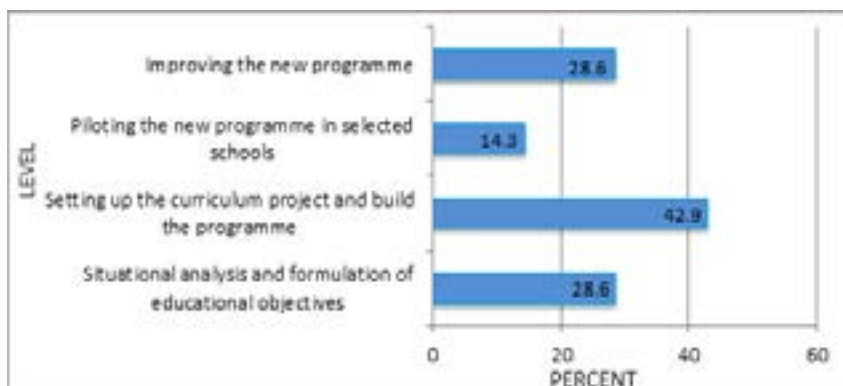 Improving the new programme
28.6
Piloting the new programme in selected
schools
14.3
LEVEL
Setting up the curriculum project and build
the programme
42.9
Situational analysis and formulation of
educational objectives
28.6
0 20 40 60
PERCENT